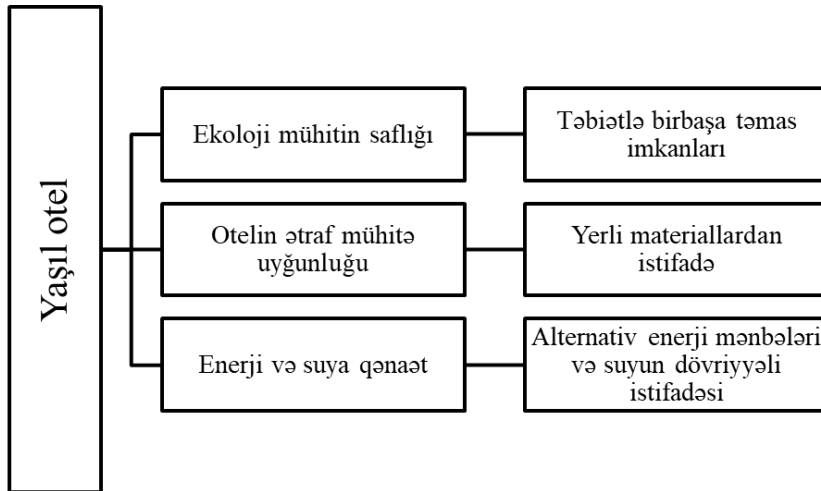 Yaşıl otel
Ekoloji mühitin saflığı
Təbiətlə birbaşa təmas
imkanları
Otelin ətraf mühitə
uyğunluğu
Yerli materiallardan
istifadə
Enerji və suya qənaət
Alternativ enerji mənbələri
və suyun dövriyyəli
istifadəsi